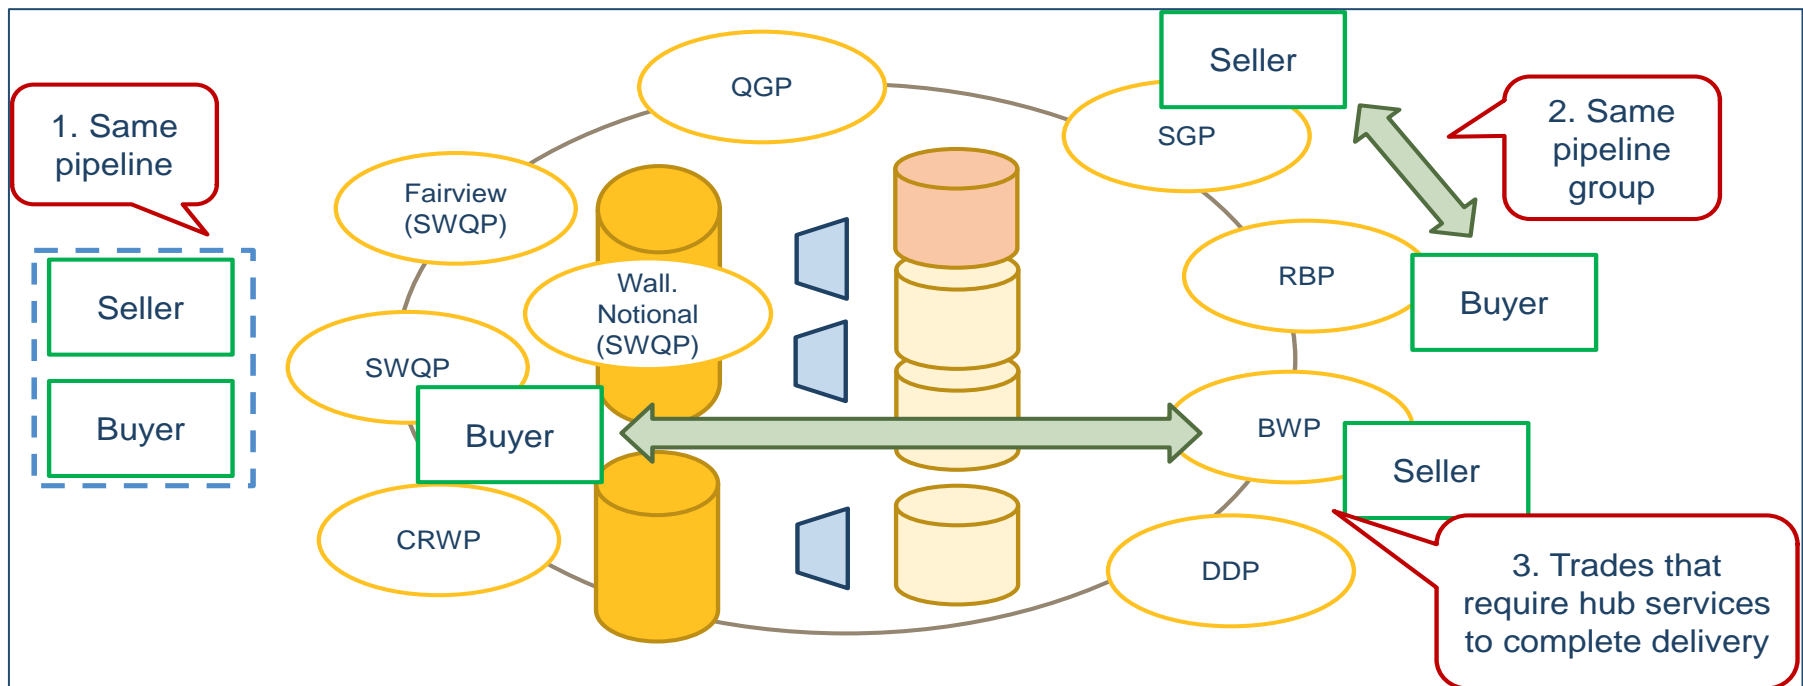 1. Same
pipeline
Seller
Buyer
QGP
Fairview
(SWQP)
Wall.
Notional
(SWQP)
SWQP
Buyer
CRWP
Seller
SGP
2. Same
pipeline
group
RBP
Buyer
BWP
Seller
DDP
3. Trades that
require hub services
to complete delivery